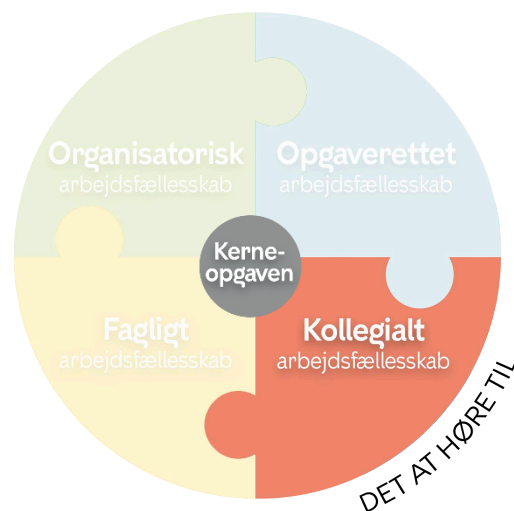 Organisatorisk
arbejdsfællesskab
Opgaverettet
arbejdsfællesskab
Kerne-
opgaven
Fagligt
arbejdsfællesskab
Kollegialt
arbejdsfællesskab
DET AT HØRE TIL